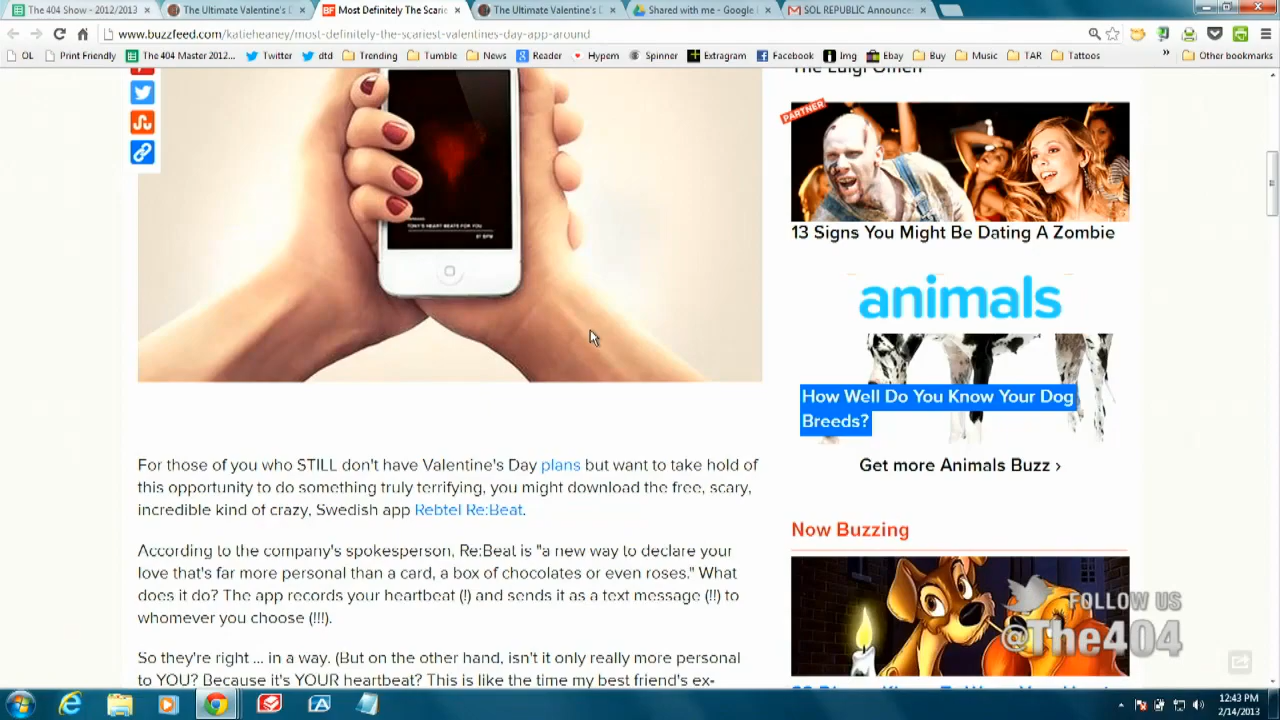 The 404 Show - 2012/2013
The Ultimate Valentine's D
Most Definitely The Scarie
The Ultimate Valentine's D
Shared with me - Google
SOL REPUBLIC Announce
www.buzzfeed.com/katieheaney/most-definitely-the-scariest-valentines-day-app-around
OL
Print Friendly
The 404 Master 2012...
Twitter
dtd
Trending
Tumble
News
Reader
Hypem
Spinner
Extragram
Facebook
Img
Ebay
Buy
Music
TAR
Tattoos
»
Other bookmarks
TONY'S HEART BEATS FOR YOU
For those of you who STILL don't have Valentine's Day plans but want to take hold of
this opportunity to do something truly terrifying, you might download the free, scary,
incredible kind of crazy, Swedish app Rebtel Re:Beat.
According to the company's spokesperson, Re:Beat is "a new way to declare your
love that's far more personal than a card, a box of chocolates or even roses." What
does it do? The app records your heartbeat (!) and sends it as a text message (!!) to
whomever you choose (!!!).
So they're right ... in a way. (But on the other hand, isn't it only really more personal
to YOU? Because it's YOUR heartbeat? This is like the time my best friend's ex-
The Luigi Omen
PARTNER
13 Signs You Might Be Dating A Zombie
animals
How Well Do You Know Your Dog
Breeds?
Get more Animals Buzz ›
Now Buzzing
FOLLOW US
@The404
12:43 PM
2/14/2013